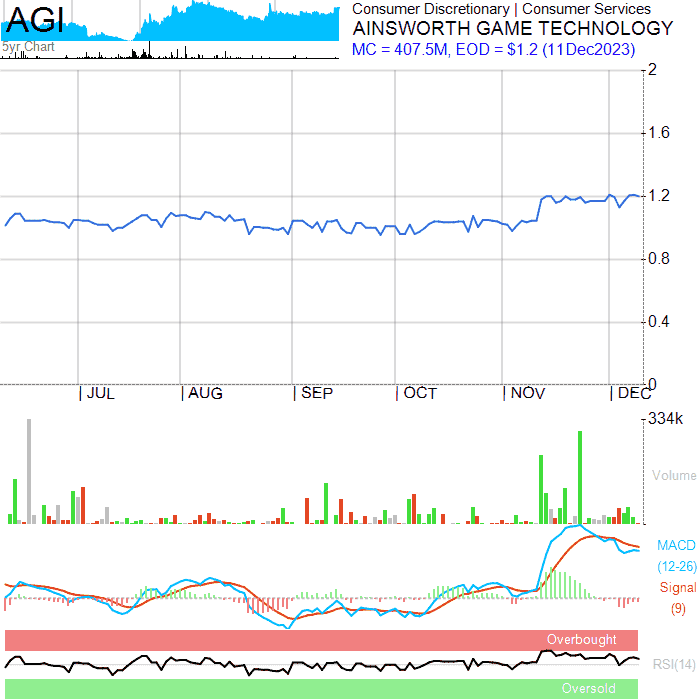 AGI
5yr Chart
Consumer Discretionary | Consumer Services
AINSWORTH GAME TECHNOLOGY
MC = 407.5M, EOD = $1.2 (11Dec2023)
2
1.6
1.2
0.8
0.4
0
| JUL | AUG | SEP | OCT | NOV | DEC
334k
Volume
MACD
(12-26)
Signal
(9)
Overbought
RSI(14)
Oversold